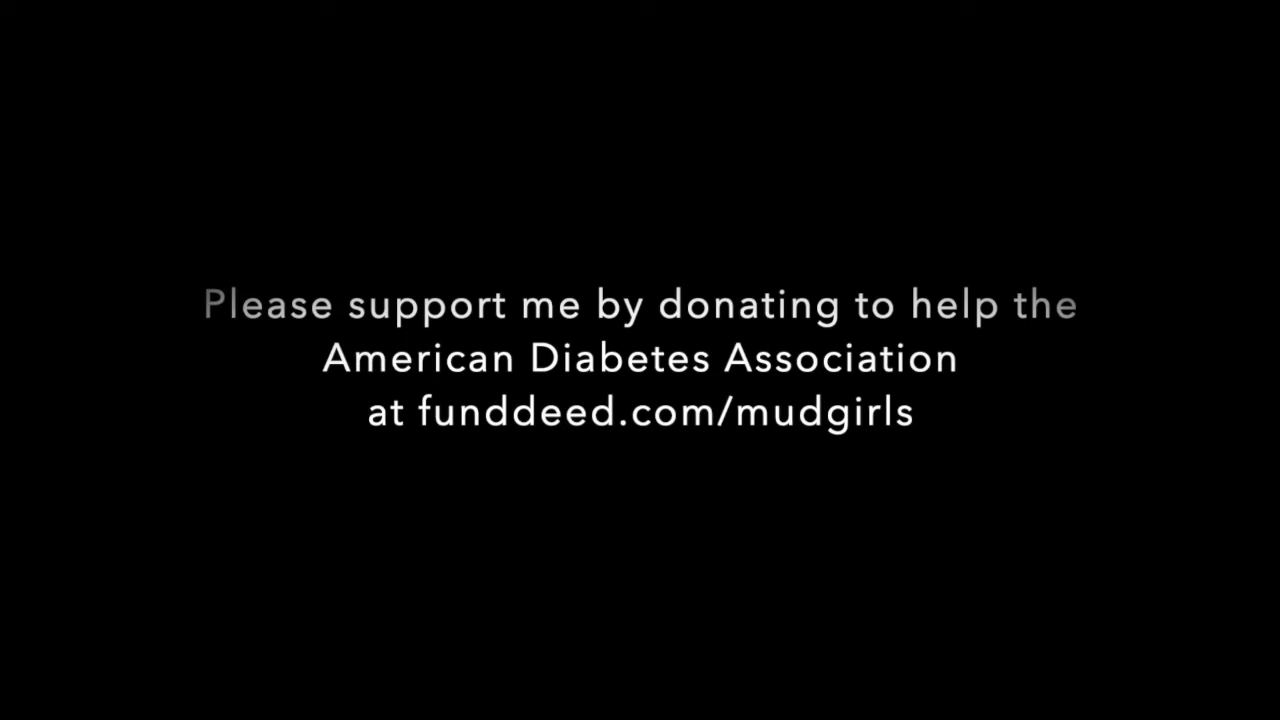 Please support me by donating to help the
American Diabetes Association
at funddeed.com/mudgirls